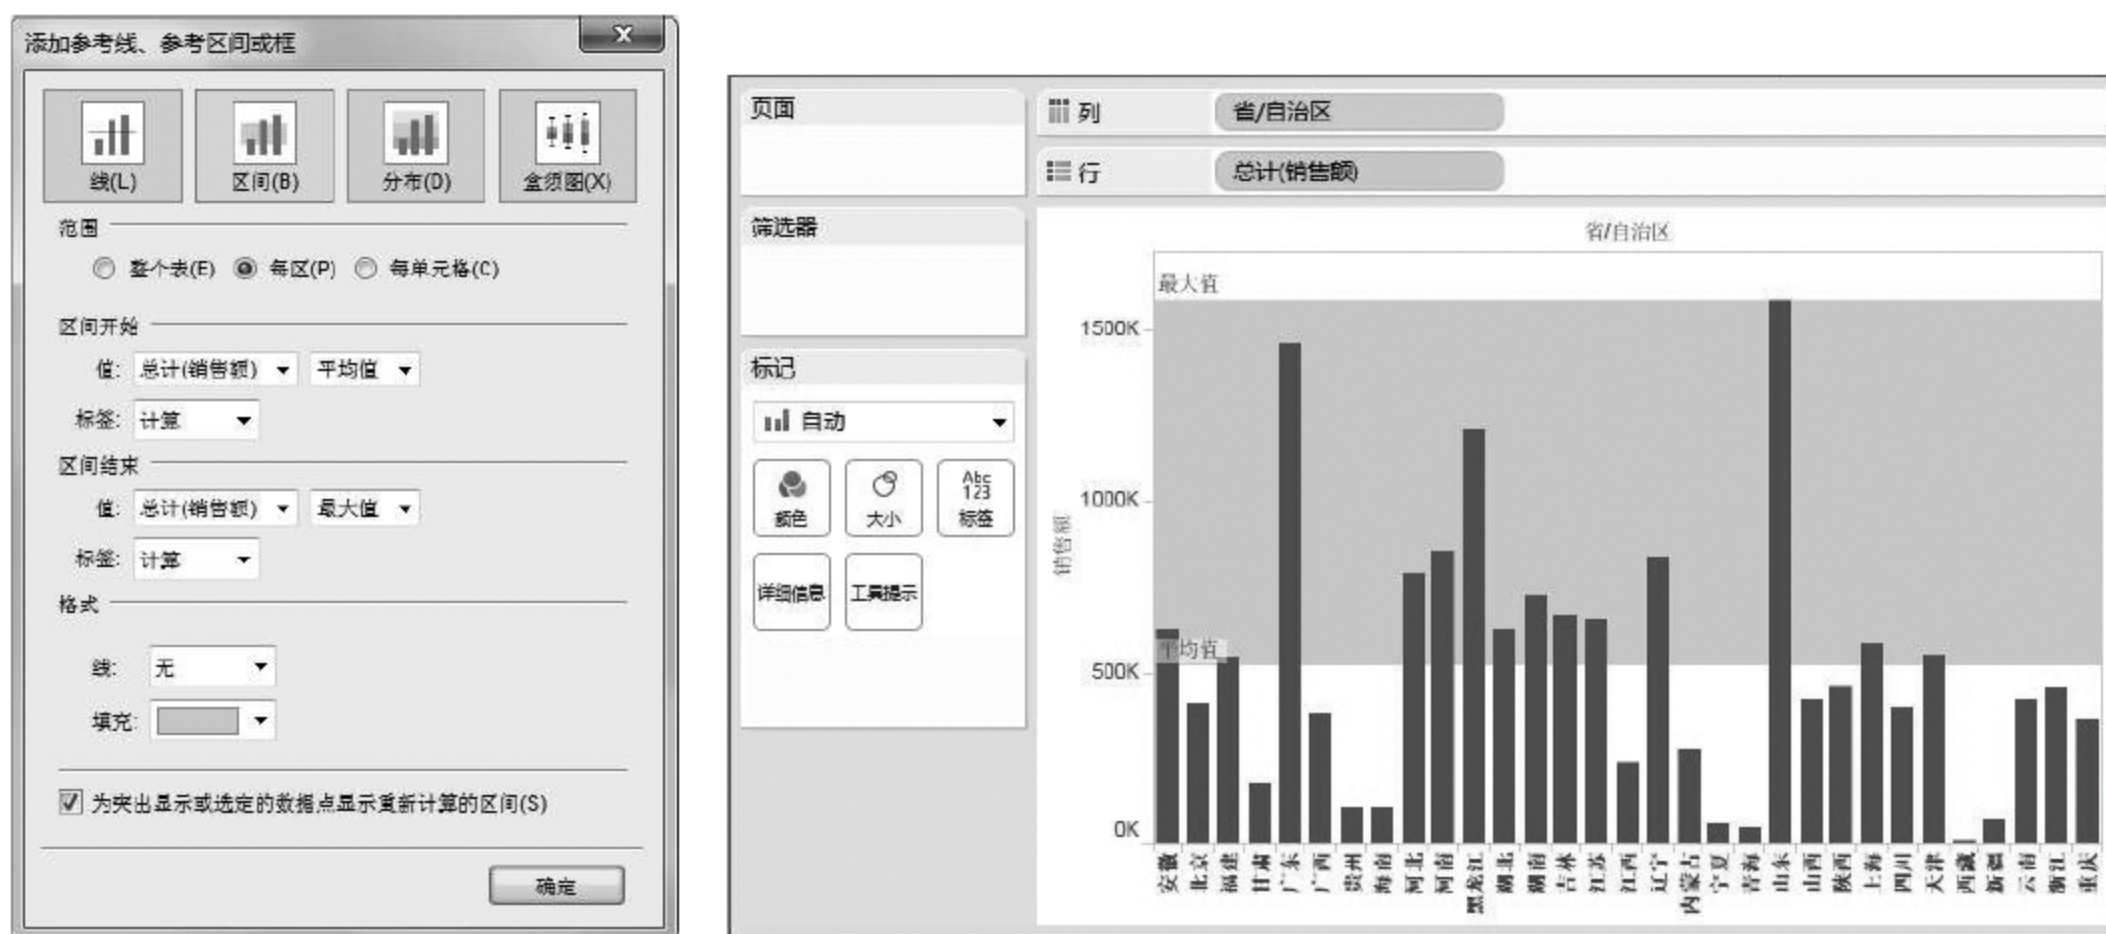 添加参考线、参考区间或框
线(L) 区间(B) 分布(D) 盒须图(X)
范围
整个表(E) 每区(P) 每单元格(C)
区间开始
值: 总计(销售额) 平均值
标签: 计算
区间结束
值: 总计(销售额) 最大值
标签: 计算
格式
线: 无
填充:
为突出显示或选定的数据点显示重新计算的区间(S)
确定
页面
筛选器
标记
自动
颜色
大小
Abc
123
标签
详细信息
工具提示
列 省/自治区
行 总计(销售额)
省/自治区
最大值
平均值
销售额
1500K
1000K
500K
0K
安徽
北京
福建
甘肃
广东
广西
贵州
海南
河北
河南
黑龙江
湖北
湖南
吉林
江苏
江西
辽宁
内蒙古
宁夏
青海
山东
山西
陕西
上海
四川
天津
西藏
新疆
云南
浙江
重庆